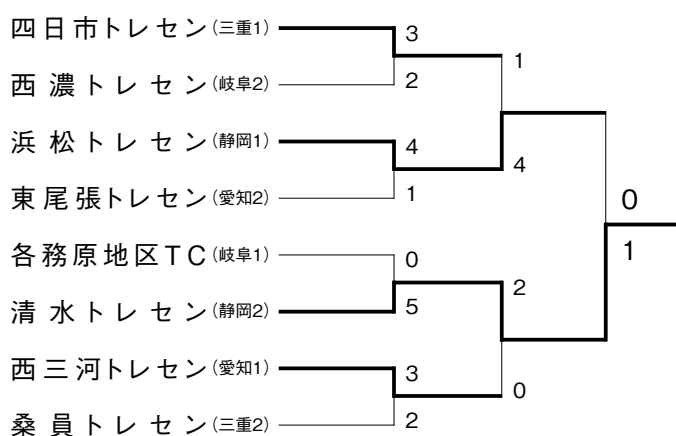 四日市トレセン(三重1)
3
1
西濃トレセン(岐阜2)
2
浜松トレセン(静岡1)
4
4
東尾張トレセン(愛知2)
1
0
各務原地区TC(岐阜1)
0
1
清水トレセン(静岡2)
5
2
西三河トレセン(愛知1)
3
0
桑員トレセン(三重2)
2